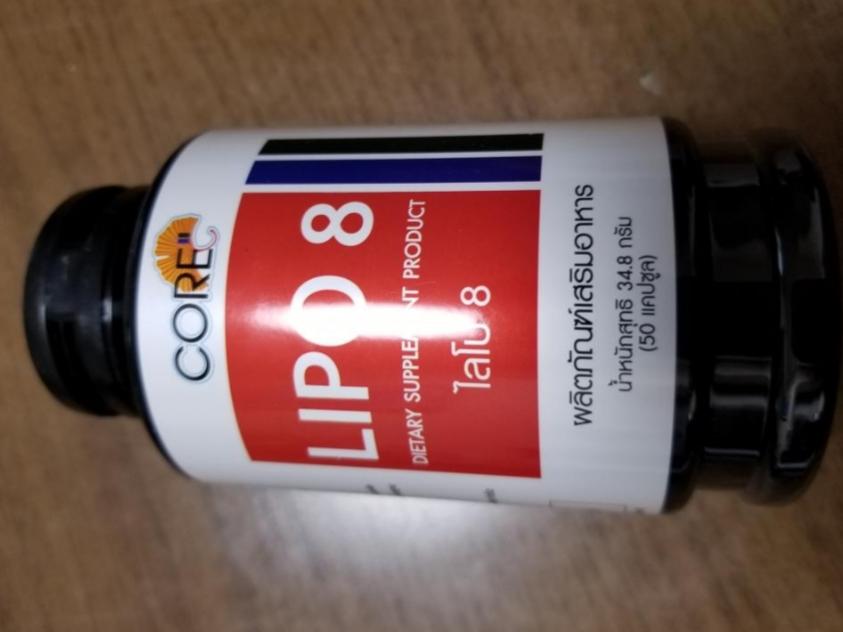 CORE
LIPO 8
DIETARY SUPPLEMENT PRODUCT
ไลโป 8
ผลิตภัณฑ์เสริมอาหาร
น้ำหนักสุทธิ 34.8 กรัม
(50 แคปซูล)